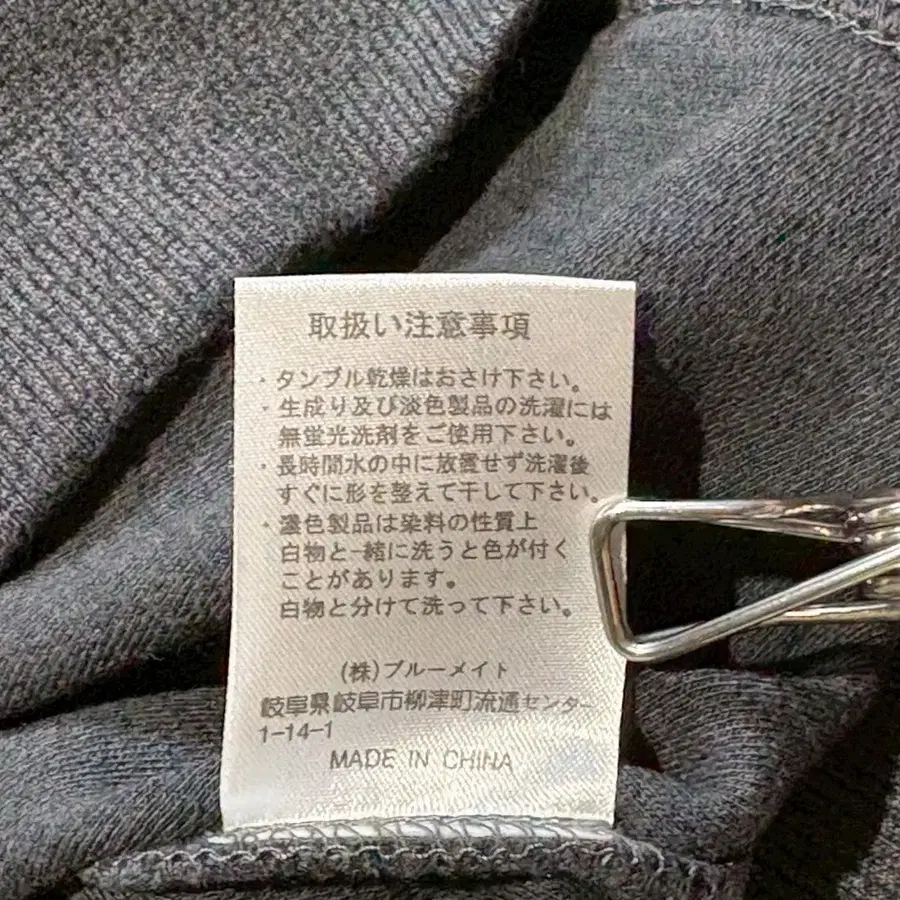 取扱い注意事項
・タンブル乾燥はおさけ下さい。
・生成り及び淡色製品の洗濯には
無蛍光洗剤をご使用下さい。
・長時間水の中に放置せず洗濯後
すぐに形を整えて干して下さい。
・濃色製品は染料の性質上
白物と一緒に洗うと色が付く
ことがあります。
白物と分けて洗って下さい。
(株)ブルーメイト
岐阜県岐阜市柳津町流通センター
1-14-1
MADE IN CHINA